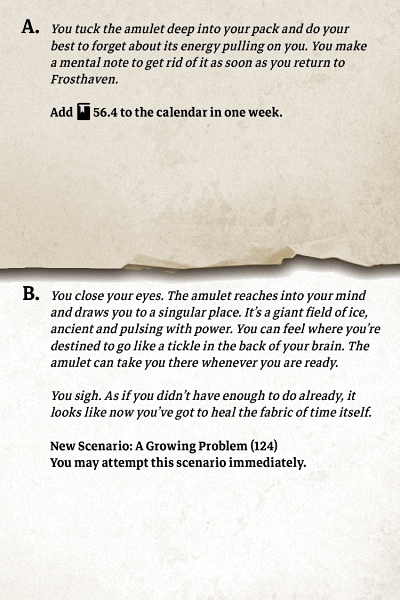 A. You tuck the amulet deep into your pack and do your
best to forget about its energy pulling on you. You make
a mental note to get rid of it as soon as you return to
Frosthaven.
Add 56.4 to the calendar in one week.
B. You close your eyes. The amulet reaches into your mind
and draws you to a singular place. It's a giant field of ice,
ancient and pulsing with power. You can feel where you're
destined to go like a tickle in the back of your brain. The
amulet can take you there whenever you are ready.
You sigh. As if you didn't have enough to do already, it
looks like now you've got to heal the fabric of time itself.
New Scenario: A Growing Problem (124)
You may attempt this scenario immediately.